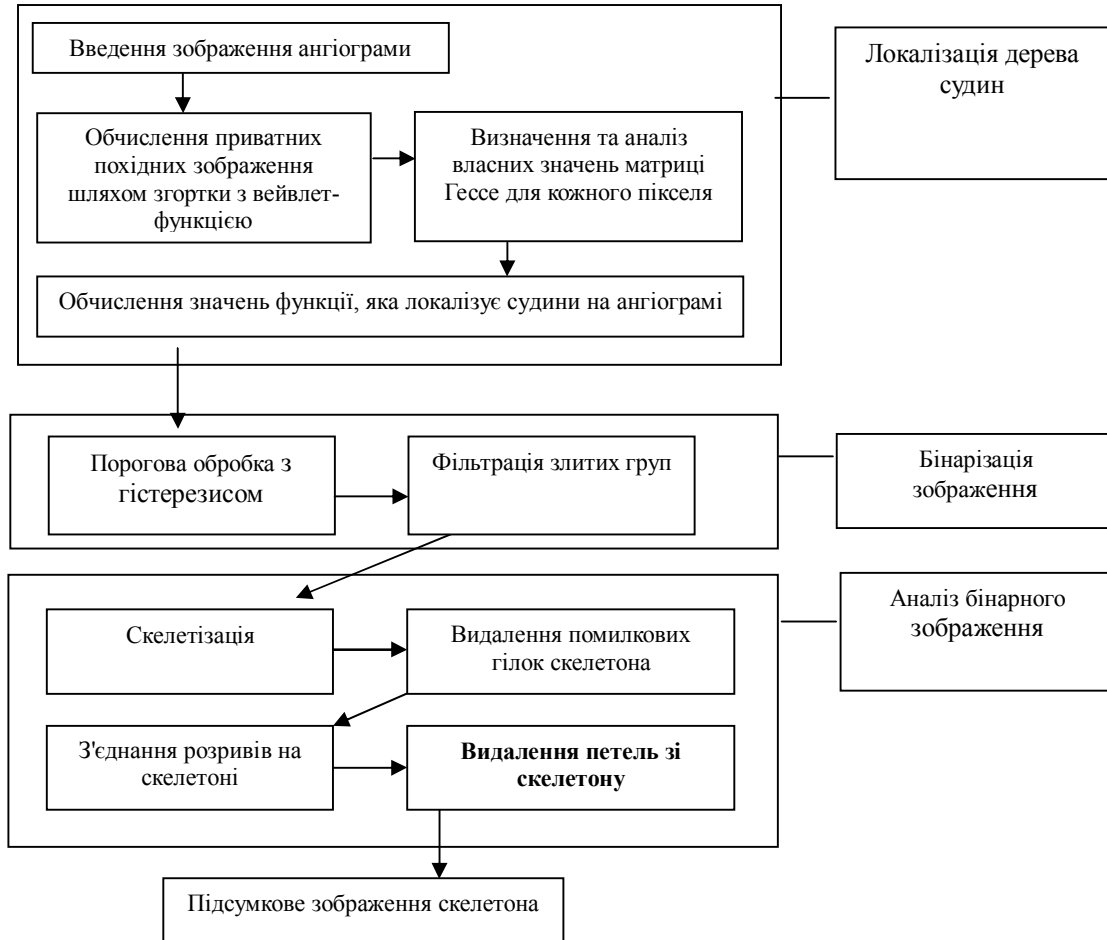 Введення зображення ангіограми
Локалізація дерева
судин
Обчислення приватних
похідних зображення
шляхом згортки з вейвлет-
функцією
Визначення та аналіз
власних значень матриці
Гессе для кожного пікселя
Обчислення значень функції, яка локалізує судини на ангіограмі
Порогова обробка з
гістерезисом
Фільтрація злитих груп
Бінарізація
зображення
Скелетізація
Видалення помилкових
гілок скелетона
Аналіз бінарного
зображення
З'єднання розривів на
скелетоні
Видалення петель зі
скелетону
Підсумкове зображення скелетона